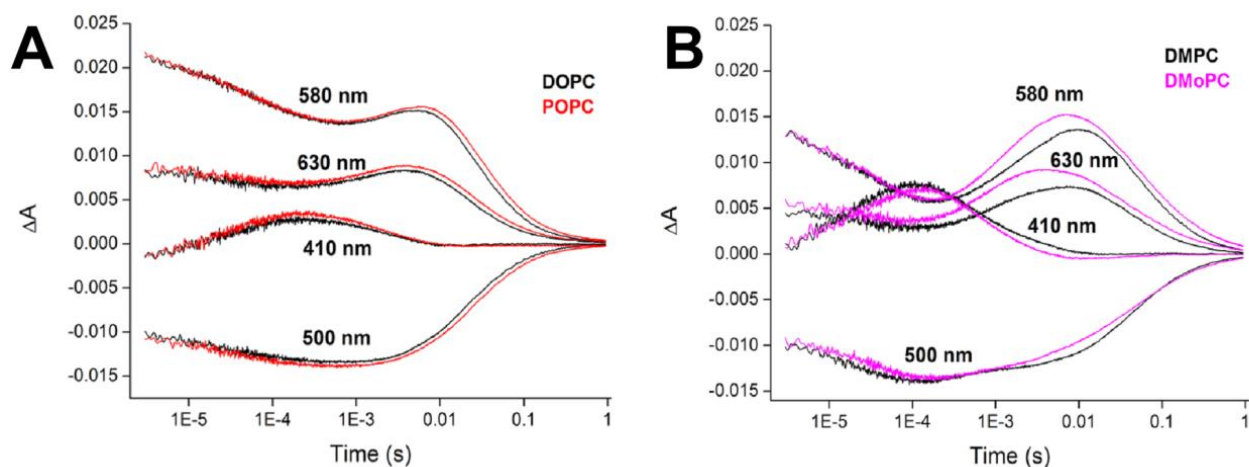 A
0.025
0.020
0.015
0.010
0.005
0.000
-0.005
-0.010
-0.015
ΔA
580 nm
630 nm
410 nm
500 nm
DOPC
POPC
1E-5 1E-4 1E-3 0.01 0.1 1
Time (s)
B
0.025
0.020
0.015
0.010
0.005
0.000
-0.005
-0.010
-0.015
ΔA
DMPC
DMoPC
580 nm
630 nm
410 nm
500 nm
1E-5 1E-4 1E-3 0.01 0.1 1
Time (s)